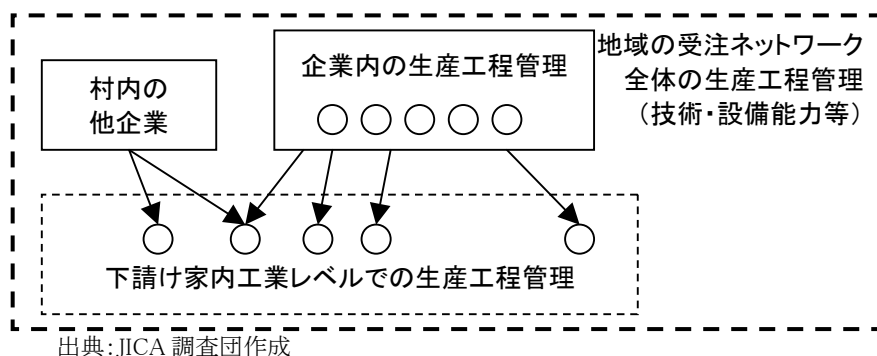 村内の
他企業
企業内の生産工程管理
地域の受注ネットワーク
全体の生産工程管理
（技術・設備能力等）
下請け家内工業レベルでの生産工程管理
出典：JICA 調査団作成